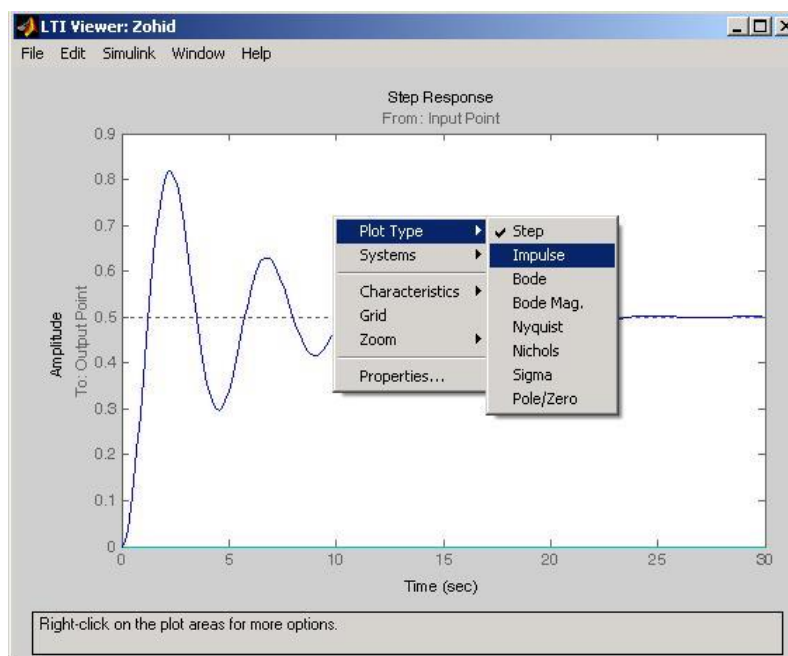 LTI Viewer: Zohid
File Edit Simulink Window Help
Step Response
From: Input Point
Amplitude
To: Output Point
0.9
0.8
0.7
0.6
0.5
0.4
0.3
0.2
0.1
0
Plot Type
Systems
Characteristics
Grid
Zoom
Properties...
Step
Impulse
Bode
Bode Mag.
Nyquist
Nichols
Sigma
Pole/Zero
0 5 10 15 20 25 30
Time (sec)
Right-click on the plot areas for more options.